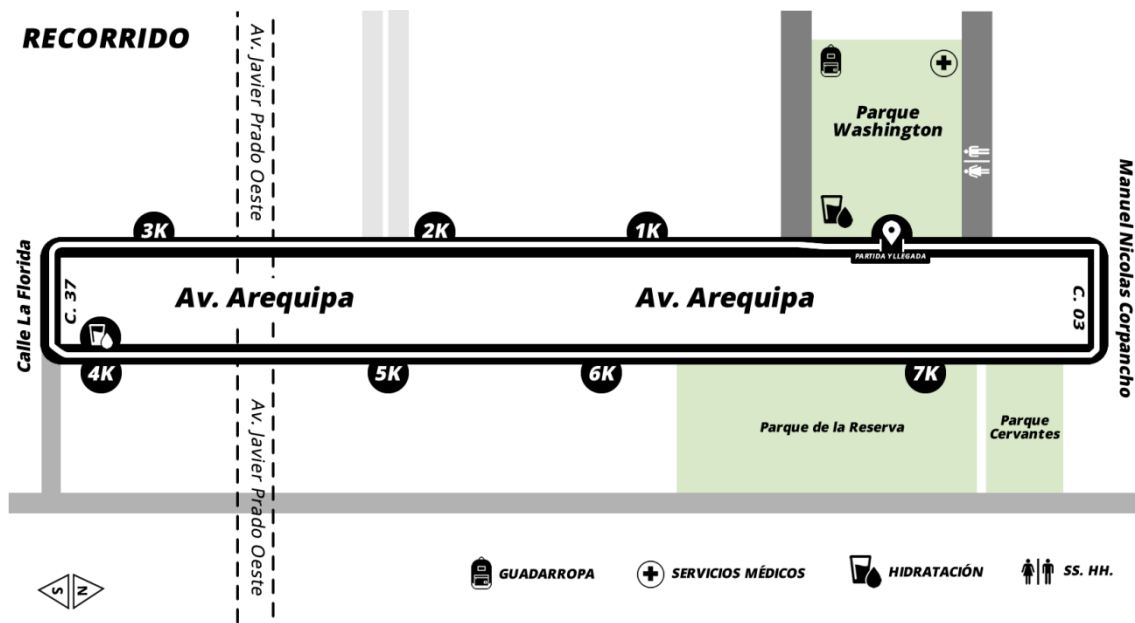 RECORRIDO
Av. Javier Prado Oeste
Parque
Washington
3K
2K
1K
PARTIDA Y LLEGADA
Calle La Florida
C. 37
Av. Arequipa
Av. Arequipa
C. 03
Manuel Nicolas Corpancho
4K
5K
6K
7K
Av. Javier Prado Oeste
Parque de la Reserva
Parque
Cervantes
S N
GUADARROPA
SERVICIOS MÉDICOS
HIDRATACIÓN
SS. HH.